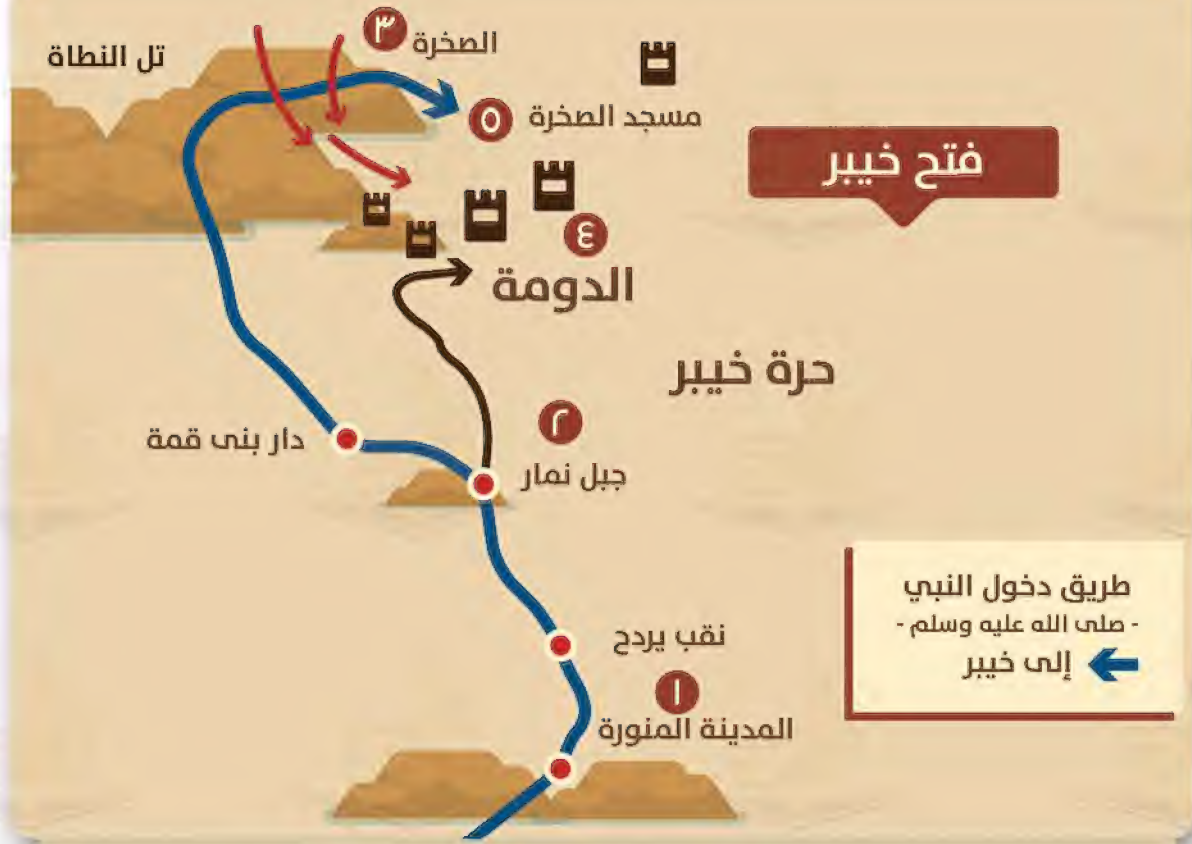 تل النطاة
٣
الصخرة
٥
مسجد الصخرة
فتح خيبر
٤
الدومة
حرة خيبر
دار بنى قمة
٢
جبل نمار
طريق دخول النبي
- صلى الله عليه وسلم -
إلى خيبر
نقب يردح
١
المدينة المنورة